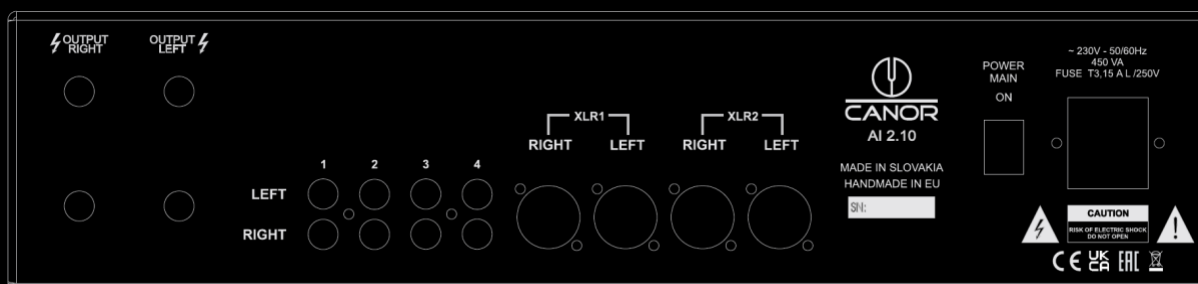 OUTPUT
RIGHT
OUTPUT
LEFT
1 2 3 4
LEFT
RIGHT
XLR1
RIGHT LEFT
XLR2
RIGHT LEFT
CANOR
AI 2.10
MADE IN SLOVAKIA
HANDMADE IN EU
SN:
POWER
MAIN
ON
~ 230V - 50/60Hz
450 VA
FUSE T3,15 A L /250V
CAUTION
RISK OF ELECTRIC SHOCK
DO NOT OPEN
CE UK
CA EAC